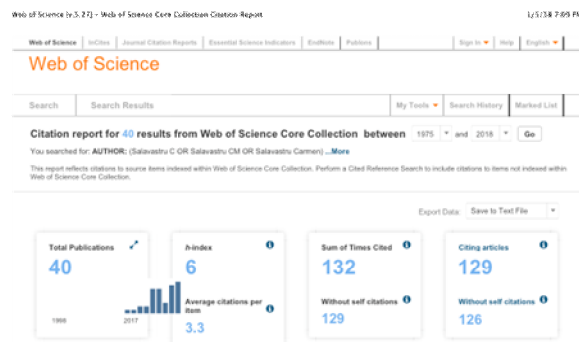 Web of Science [v.5.27] - Web of Science Core Collection Citation Report
Web of Science InCites Journal Citation Reports Essential Science Indicators EndNote Publons Sign In Help English
Web of Science
Search Search Results My Tools Search History Marked List
Citation report for 40 results from Web of Science Core Collection between 1975 and 2018 Go
You searched for: AUTHOR: (Salavastru C OR Salavastru CM OR Salavastru Carmen) ...More
This report reflects citations to source items indexed within Web of Science Core Collection. Perform a Cited Reference Search to include citations to items not indexed within
Web of Science Core Collection.
Export Data: Save to Text File
Total Publications
40
1998 2017
h-index
6
Average citations per
item
3.3
Sum of Times Cited
132
Without self citations
129
Citing articles
129
Without self citations
126